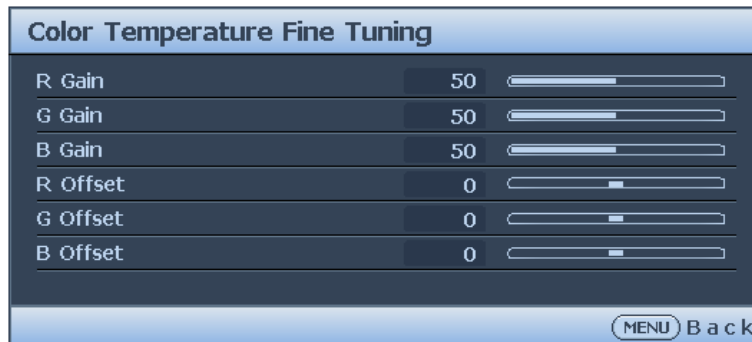 Color Temperature Fine Tuning
R Gain 50
G Gain 50
B Gain 50
R Offset 0
G Offset 0
B Offset 0
MENU Back